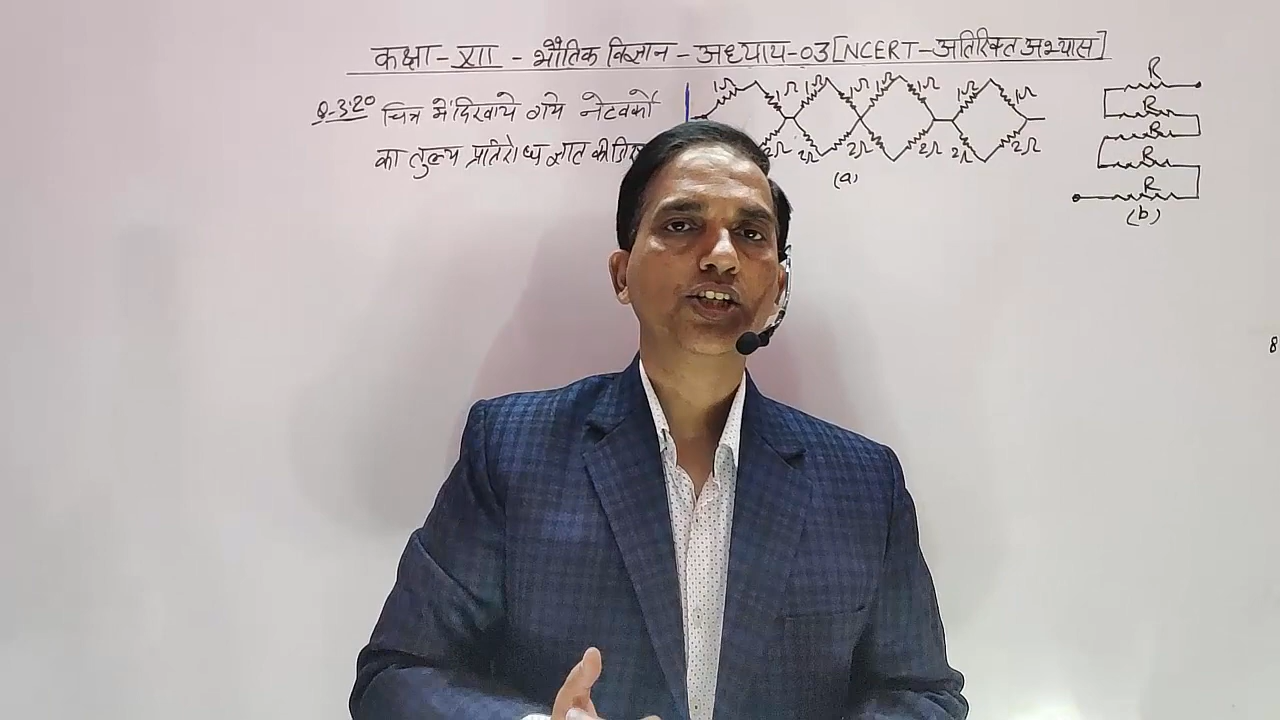 कक्षा-XII - भौतिक विज्ञान - अध्याय-03 [NCERT-अतिरिक्त अभ्यास]
Q-3.20 चित्र में दिखाये गये नेटवर्कों
का तुल्य प्रतिरोध ज्ञात
1Ω 1Ω 1Ω 1Ω 1Ω 1Ω 1Ω 1Ω
2Ω 2Ω 2Ω 2Ω 2Ω 2Ω 2Ω
(a)
R
R
R
R
R
(b)
8